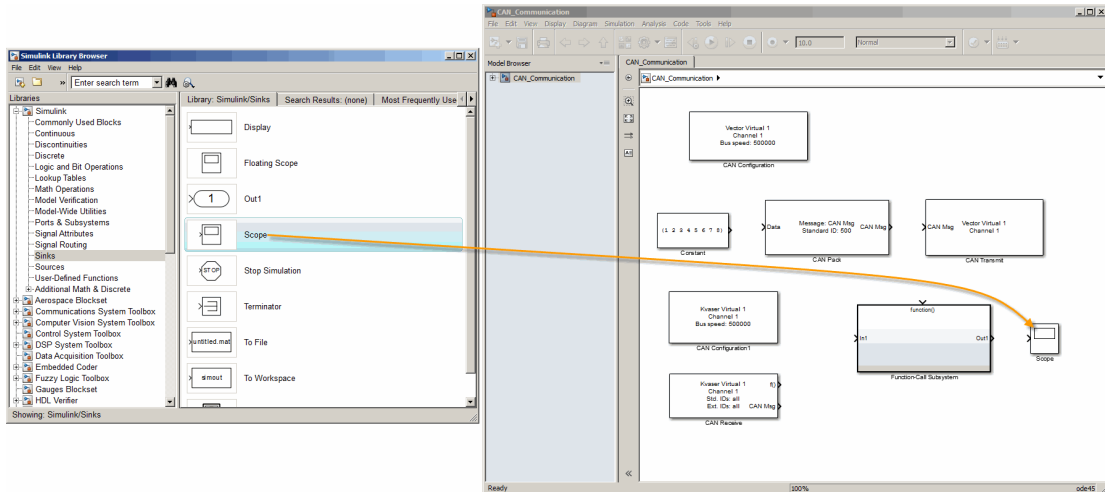 Simulink Library Browser
File Edit View Help
» Enter search term
Libraries
Simulink
Commonly Used Blocks
Continuous
Discontinuities
Discrete
Logic and Bit Operations
Lookup Tables
Math Operations
Model Verification
Model-Wide Utilities
Ports & Subsystems
Signal Attributes
Signal Routing
Sinks
Sources
User-Defined Functions
Additional Math & Discrete
Aerospace Blockset
Communications System Toolbox
Computer Vision System Toolbox
Control System Toolbox
DSP System Toolbox
Data Acquisition Toolbox
Embedded Coder
Fuzzy Logic Toolbox
Gauges Blockset
HDL Verifier
Showing: Simulink/Sinks
Library: Simulink/Sinks Search Results: (none) Most Frequently Use
Display
Floating Scope
1 Out1
Scope
STOP Stop Simulation
Terminator
untitled.mat To File
simout To Workspace
CAN_Communication
File Edit View Display Diagram Simulation Analysis Code Tools Help
10.0 Normal
Model Browser
CAN_Communication
CAN_Communication
CAN_Communication
Vector Virtual 1
Channel 1
Bus speed: 500000
CAN Configuration
(1 2 3 4 5 6 7 8)
Constant
Data Message: CAN Msg CAN Msg
Standard ID: 500
CAN Pack
CAN Msg Vector Virtual 1
Channel 1
CAN Transmit
Kvaser Virtual 1
Channel 1
Bus speed: 500000
CAN Configuration1
function()
In1 Out1
Function-Call Subsystem
Scope
Kvaser Virtual 1 f()
Channel 1
Std. IDs: all
Ext. IDs: all CAN Msg
CAN Receive
Ready 100% ode45